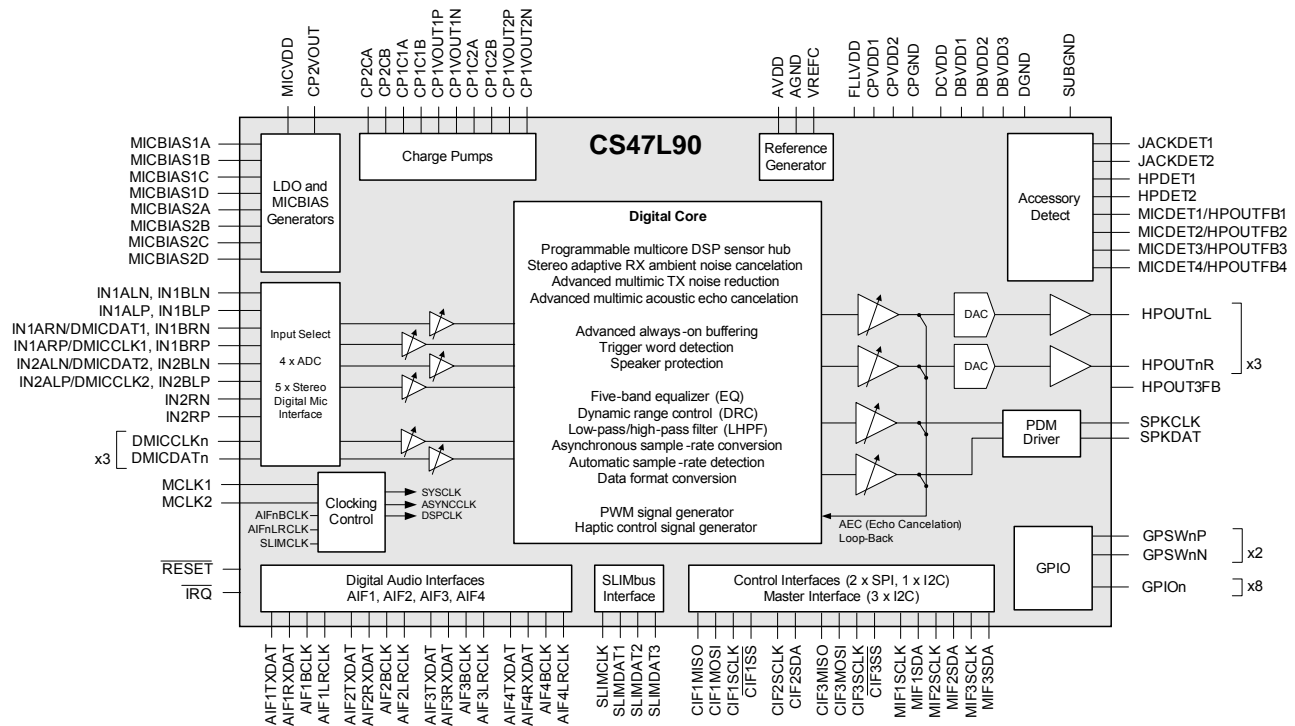 MICVDD
CP2VOUT
CP2CA
CP2CB
CP1C1A
CP1C1B
CP1VOUT1P
CP1VOUT1N
CP1C2A
CP1C2B
CP1VOUT2P
CP1VOUT2N
AVDD
AGND
VREFC
FLLVDD
CPVDD1
CPVDD2
CPGND
DCVDD
DBVDD1
DBVDD2
DBVDD3
DGND
SUBGND
CS47L90
MICBIAS1A
MICBIAS1B
MICBIAS1C
MICBIAS1D
MICBIAS2A
MICBIAS2B
MICBIAS2C
MICBIAS2D
LDO and
MICBIAS
Generators
Charge Pumps
Reference
Generator
Accessory
Detect
JACKDET1
JACKDET2
HPDET1
HPDET2
MICDET1/HPOUTFB1
MICDET2/HPOUTFB2
MICDET3/HPOUTFB3
MICDET4/HPOUTFB4
IN1ALN, IN1BLN
IN1ALP, IN1BLP
IN1ARN/DMICDAT1, IN1BRN
IN1ARP/DMICCLK1, IN1BRP
IN2ALN/DMICDAT2, IN2BLN
IN2ALP/DMICCLK2, IN2BLP
IN2RN
IN2RP
x3
DMICCLKn
DMICDATn
Input Select
4 x ADC
5 x Stereo
Digital Mic
Interface
Digital Core
Programmable multicore DSP sensor hub
Stereo adaptive RX ambient noise cancelation
Advanced multimic TX noise reduction
Advanced multimic acoustic echo cancelation
Advanced always-on buffering
Trigger word detection
Speaker protection
Five-band equalizer (EQ)
Dynamic range control (DRC)
Low-pass/high-pass filter (LHPF)
Asynchronous sample-rate conversion
Automatic sample-rate detection
Data format conversion
PWM signal generator
Haptic control signal generator
DAC
DAC
HPOUTnL
HPOUTnR
x3
HPOUT3FB
PDM
Driver
SPKCLK
SPKDAT
AEC (Echo Cancelation)
Loop-Back
MCLK1
MCLK2
AIFnBCLK
AIFnLRCLK
SLIMCLK
Clocking
Control
SYSCLK
ASYNCCLK
DSPCLK
GPIO
GPSWnP
GPSWnN
x2
GPIOn
x8
RESET
IRQ
Digital Audio Interfaces
AIF1, AIF2, AIF3, AIF4
SLIMbus
Interface
Control Interfaces (2 x SPI, 1 x I2C)
Master Interface (3 x I2C)
AIF1TXDAT
AIF1RXDAT
AIF1BCLK
AIF1LRCLK
AIF2TXDAT
AIF2RXDAT
AIF2BCLK
AIF2LRCLK
AIF3TXDAT
AIF3RXDAT
AIF3BCLK
AIF3LRCLK
AIF4TXDAT
AIF4RXDAT
AIF4BCLK
AIF4LRCLK
SLIMCLK
SLIMDAT1
SLIMDAT2
SLIMDAT3
CIF1MISO
CIF1MOSI
CIF1SCLK
CIF1SS
CIF2SCLK
CIF2SDA
CIF3MISO
CIF3MOSI
CIF3SCLK
CIF3SS
MIF1SCLK
MIF1SDA
MIF2SCLK
MIF2SDA
MIF3SCLK
MIF3SDA